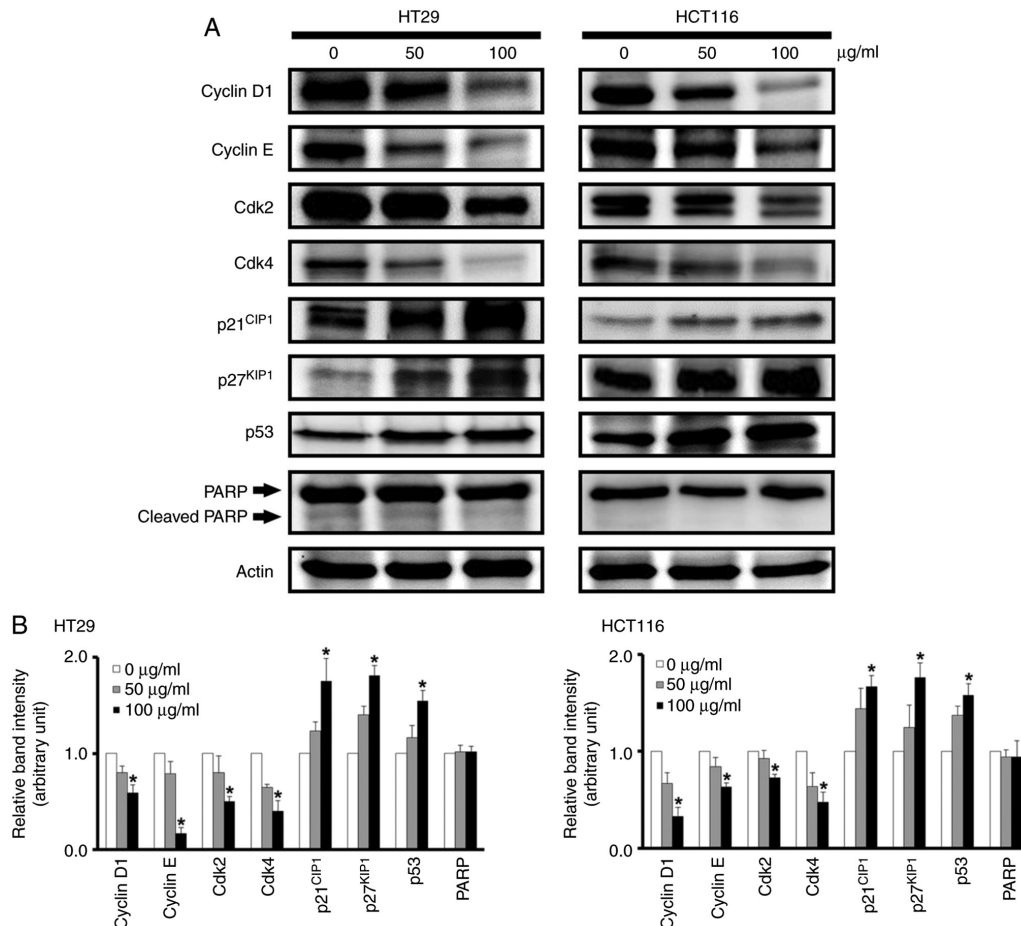 A
HT29 HCT116
0 50 100 0 50 100 µg/ml
Cyclin D1
Cyclin E
Cdk2
Cdk4
p21CIP1
p27KIP1
p53
PARP
Cleaved PARP
Actin
B
HT29
2.0
1.0
0.0
Relative band intensity
(arbitrary unit)
0 µg/ml
50 µg/ml
100 µg/ml
* * * * * * *
Cyclin D1 Cyclin E Cdk2 Cdk4 p21CIP1 p27KIP1 p53 PARP
HCT116
2.0
1.0
0.0
Relative band intensity
(arbitrary unit)
0 µg/ml
50 µg/ml
100 µg/ml
* * * * * * *
Cyclin D1 Cyclin E Cdk2 Cdk4 p21CIP1 p27KIP1 p53 PARP